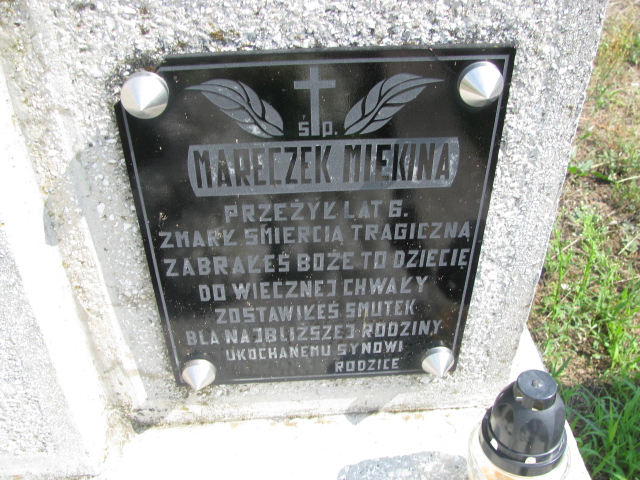 ś p.
MARECZEK MIEKINA
PRZEŻYŁ LAT 6.
ZMARŁ ŚMIERCIĄ TRAGICZNĄ
ZABRAŁEŚ BOŻE TO DZIECIĘ
DO WIECZNEJ CHWAŁY
ZOSTAWIŁEŚ SMUTEK
DLA NAJBLIŻSZEJ RODZINY
UKOCHANEMU SYNOWI
RODZICE